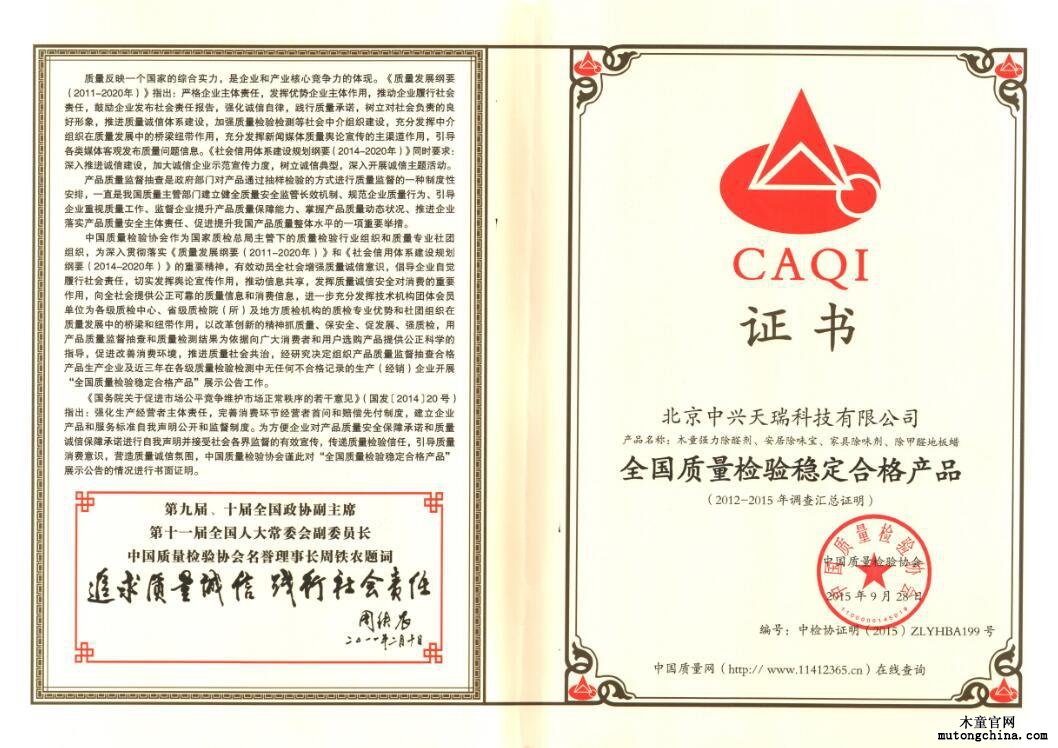 质量反映一个国家的综合实力，是企业和产业核心竞争力的体现。《质量发展纲要
（2011-2020年）》指出：严格企业主体责任，发挥优势企业主体作用，推动企业履行社会
责任，鼓励企业发布社会责任报告，强化诚信自律，践行质量承诺，树立对社会负责的良
好形象，推进质量诚信体系建设，加强质量检验检测等社会中介组织建设，充分发挥中介
组织在质量发展中的桥梁纽带作用，充分发挥新闻媒体质量舆论宣传的主渠道作用，引导
各类媒体客观发布质量问题信息。《社会信用体系建设规划纲要（2014-2020年）》同时要求：
深入推进诚信建设，加大诚信企业示范宣传力度，树立诚信典型，深入开展诚信主题活动。
产品质量监督抽查是政府部门对产品通过抽样检验的方式进行质量监督的一种制度性
安排，一直是我国质量主管部门建立健全质量安全监管长效机制、规范企业质量行为、引导
企业重视质量工作、监督企业提升产品质量保障能力、掌握产品质量动态状况、推进企业
落实产品质量安全主体责任、促进提升我国产品质量整体水平的一项重要举措。
中国质量检验协会作为国家质检总局主管下的质量检验行业组织和质量专业社团
组织，为深入贯彻落实《质量发展纲要（2011-2020年）》和《社会信用体系建设规划
纲要（2014-2020年）》的重要精神，有效动员全社会增强质量诚信意识，倡导企业自觉
履行社会责任，切实发挥舆论宣传作用，推动信息共享，发挥质量诚信安全对消费的重要
作用，向全社会提供公正可靠的质量信息和消费信息，进一步充分发挥技术机构团体会员
单位为各级质检中心、省级质检院（所）及地方质检机构的质检专业优势和社团组织在
质量发展中的桥梁和纽带作用，以改革创新的精神抓质量、保安全、促发展、强质检，用
产品质量监督抽查和质量检测结果为依据向广大消费者和用户选购产品提供公正科学的
指导，促进改善消费环境，推进质量社会共治，经研究决定组织产品质量监督抽查合格
产品生产企业及近三年在各级质量检验检测中无任何不合格记录的生产（经销）企业开展
“全国质量检验稳定合格产品”展示公告工作。
《国务院关于促进市场公平竞争维护市场正常秩序的若干意见》（国发〔2014〕20号）
指出：强化生产经营者主体责任，完善消费环节经营者首问和赔偿先付制度，建立企业
产品和服务标准自我声明公开和监督制度。为方便企业对产品质量安全保障承诺和质量
诚信保障承诺进行自我声明并接受社会各界监督的有效宣传，传递质量检验信任，引导质量
消费意识，营造质量诚信氛围，中国质量检验协会谨此对“全国质量检验稳定合格产品”
展示公告的情况进行书面证明。
第九届、十届全国政协副主席
第十一届全国人大常委会副委员长
中国质量检验协会名誉理事长周铁农题词
追求质量诚信 践行社会责任
周铁农
二〇一一年二月十日
CAQI
证书
北京中兴天瑞科技有限公司
产品名称：木童强力除醛剂、安居除味宝、家具除味剂、除甲醛地板蜡
全国质量检验稳定合格产品
（2012-2015 年调查汇总证明）
中国质量检验协会
中国质量检验协会
2015 年 9 月 28 日
1100000145019
编号：中检协证明（2015）ZLYHBA199 号
中国质量网（http:// www.11412365.cn）在线查询
木童官网
mutongchina.com